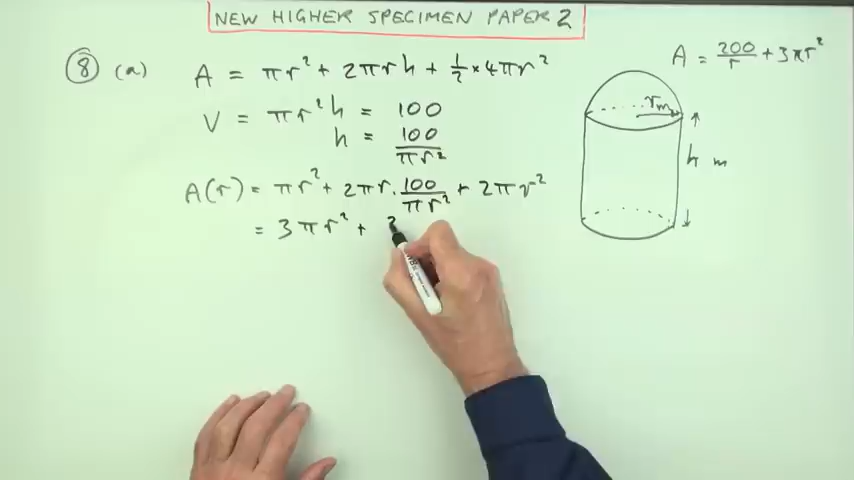 NEW HIGHER SPECIMEN PAPER 2
8 (a) A = πr² + 2πrh + ½ × 4πr²
A = 200/r + 3πr²
V = πr²h = 100
h = 100/πr²
A(r) = πr² + 2πr · 100/πr² + 2πr²
= 3πr² + 2
r m
h m